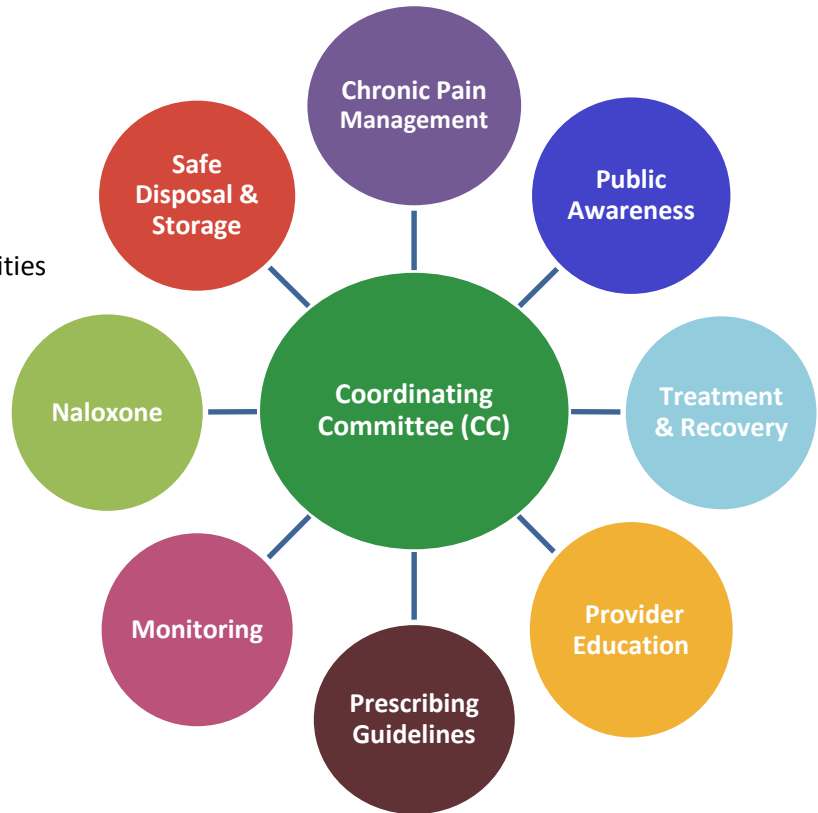 Chronic Pain
Management
Safe
Disposal &
Storage
Public
Awareness
ities
Naloxone
Coordinating
Committee (CC)
Treatment
& Recovery
Monitoring
Provider
Education
Prescribing
Guidelines